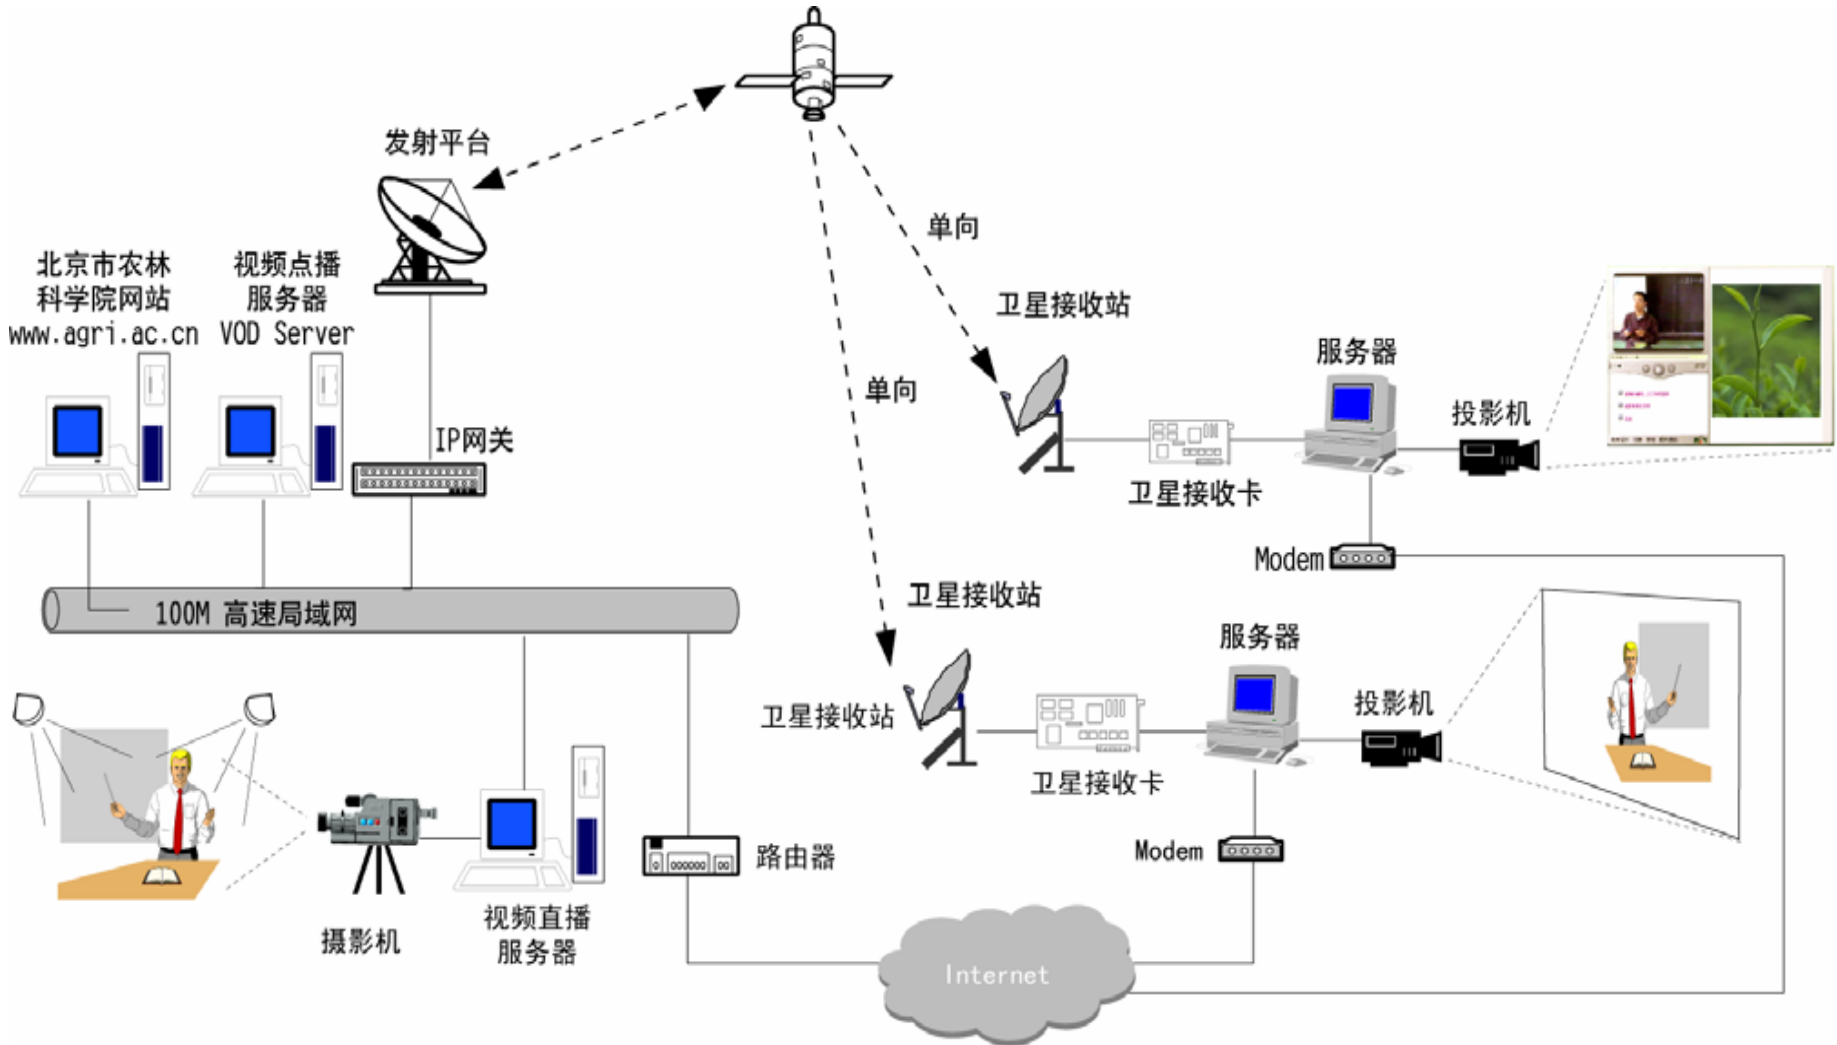 发射平台
单向
北京市农林
科学院网站
www.agri.ac.cn
视频点播
服务器
VOD Server
卫星接收站
服务器
单向
投影机
IP网关
卫星接收卡
Modem
100M 高速局域网
卫星接收站
服务器
卫星接收站
投影机
卫星接收卡
路由器
Modem
摄影机
视频直播
服务器
Internet